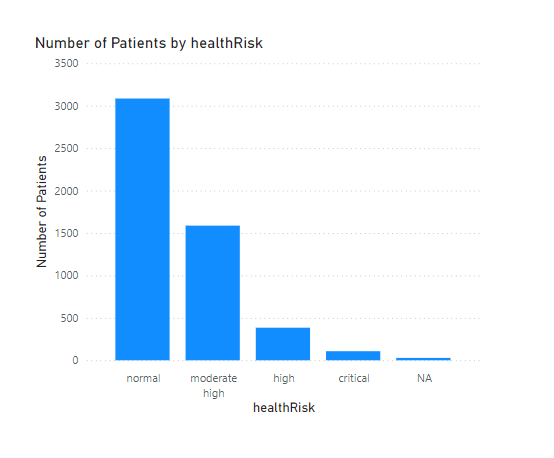 Number of Patients by healthRisk
3500
3000
2500
2000
1500
1000
500
0
Number of Patients
normal
moderate
high
high
critical
NA
healthRisk